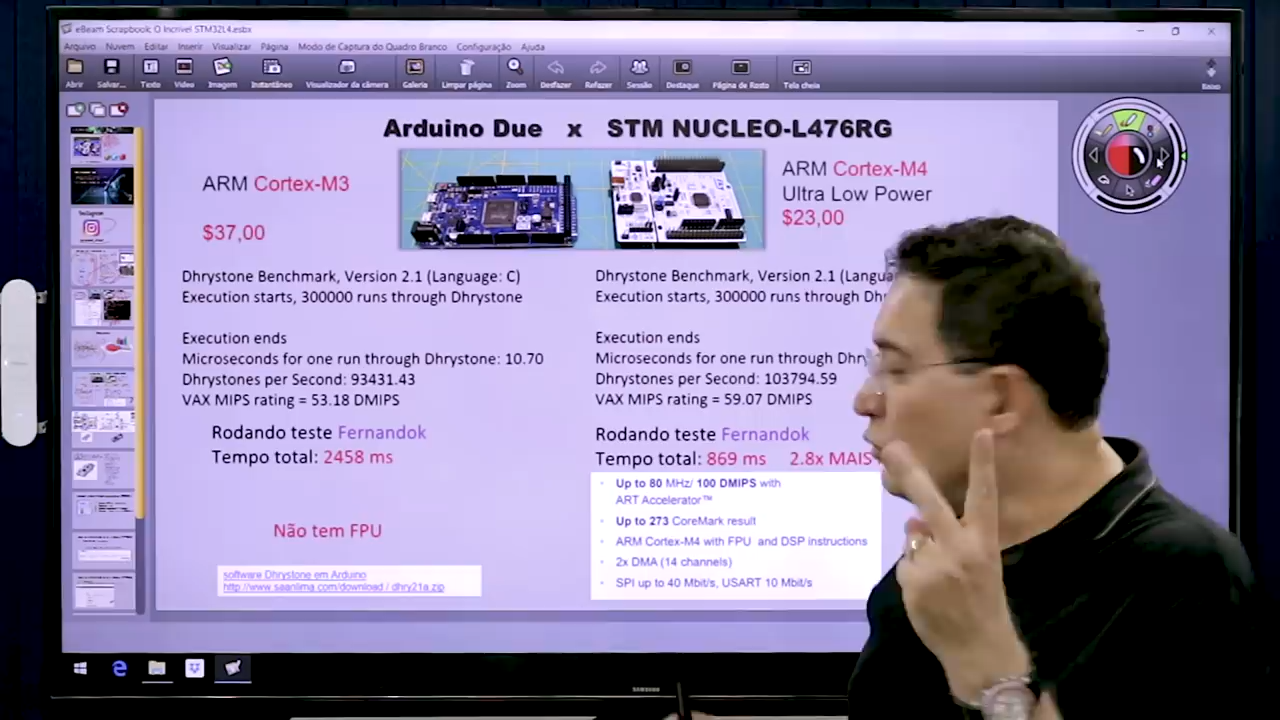 eBeam Scrapbook: O Incrivel STM32L4.esbx
Arquivo Nuvem Editar Inserir Visualizar Página Modo de Captura do Quadro Branco Configuração Ajuda
Abrir Salvar... Texto Vídeo Imagem Instantâneo Visualizador da câmera Galeria Limpar página Zoom Desfazer Refazer Sessão Destaque Página de Rosto Tela cheia Baixo
Arduino Due x STM NUCLEO-L476RG
ARM Cortex-M3
$37,00
ARM Cortex-M4
Ultra Low Power
$23,00
Dhrystone Benchmark, Version 2.1 (Language: C)
Execution starts, 300000 runs through Dhrystone
Execution ends
Microseconds for one run through Dhrystone: 10.70
Dhrystones per Second: 93431.43
VAX MIPS rating = 53.18 DMIPS
Rodando teste Fernandok
Tempo total: 2458 ms
Não tem FPU
software Dhrystone em Arduino
http://www.saanlima.com/download / dhry21a.zip
Dhrystone Benchmark, Version 2.1 (Langua
Execution starts, 300000 runs through Dh
Execution ends
Microseconds for one run through Dhry
Dhrystones per Second: 103794.59
VAX MIPS rating = 59.07 DMIPS
Rodando teste Fernandok
Tempo total: 869 ms 2.8x MAIS
Up to 80 MHz/ 100 DMIPS with
ART Accelerator™
Up to 273 CoreMark result
ARM Cortex-M4 with FPU and DSP instructions
2x DMA (14 channels)
SPI up to 40 Mbit/s, USART 10 Mbit/s
SAMSUNG